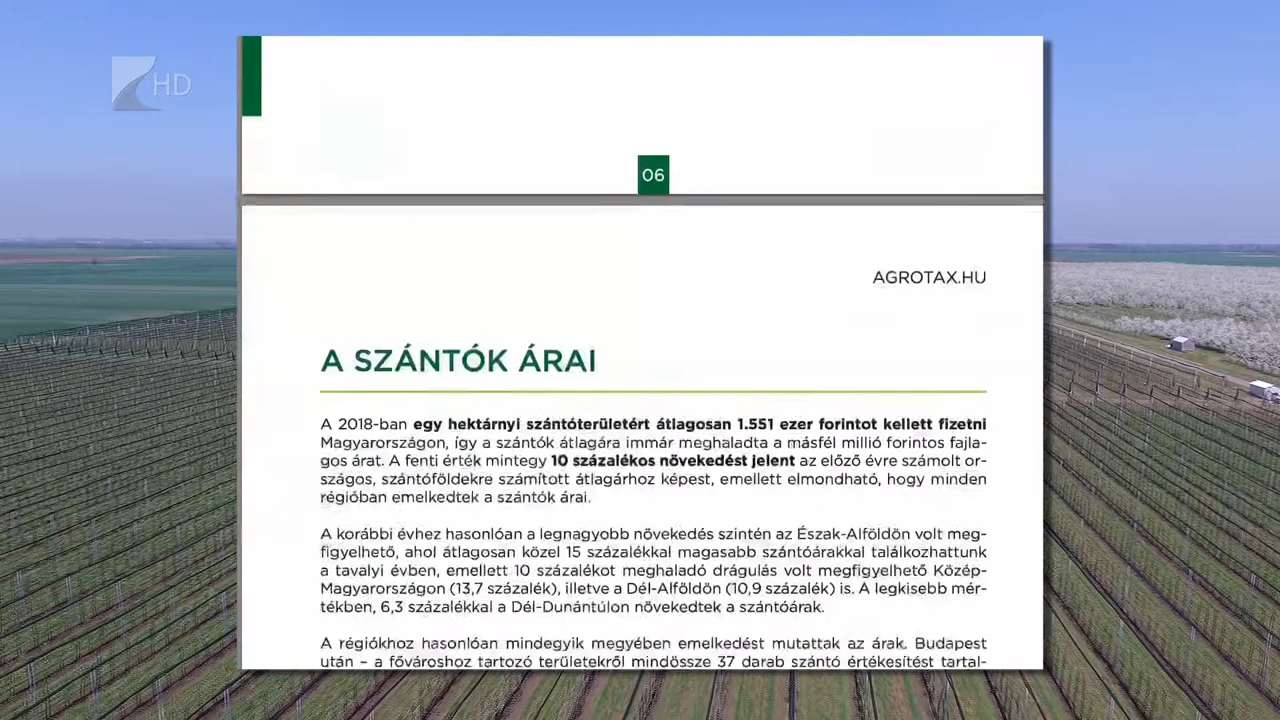 HD
06
AGROTAX.HU
A SZÁNTÓK ÁRAI
A 2018-ban egy hektárnyi szántóterületért átlagosan 1.551 ezer forintot kellett fizetni
Magyarországon, így a szántók átlagára immár meghaladta a másfél millió forintos fajla-
gos árat. A fenti érték mintegy 10 százalékos növekedést jelent az előző évre számolt or-
szágos, szántóföldekre számított átlagárhoz képest, emellett elmondható, hogy minden
régióban emelkedtek a szántók árai.
A korábbi évhez hasonlóan a legnagyobb növekedés szintén az Észak-Alföldön volt meg-
figyelhető, ahol átlagosan közel 15 százalékkal magasabb szántóárakkal találkozhattunk
a tavalyi évben, emellett 10 százalékot meghaladó drágulás volt megfigyelhető Közép-
Magyarországon (13,7 százalék), illetve a Dél-Alföldön (10,9 százalék) is. A legkisebb mér-
tékben, 6,3 százalékkal a Dél-Dunántúlon növekedtek a szántóárak.
A régiókhoz hasonlóan mindegyik megyében emelkedést mutattak az árak. Budapest
után – a fővároshoz tartozó területekről mindössze 37 darab szántó értékesítést tartal-